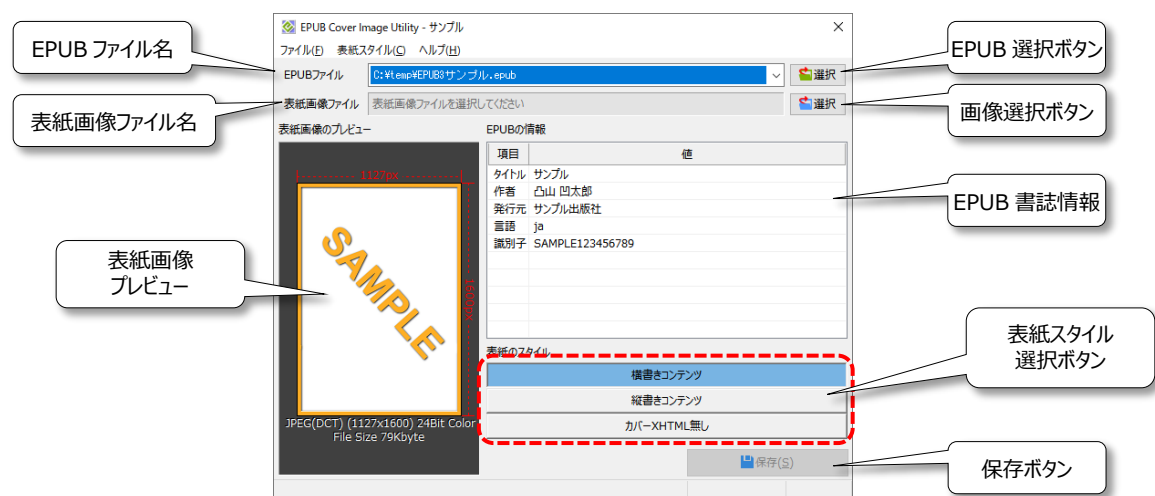 EPUB Cover Image Utility - サンプル
ファイル(F) 表紙スタイル(C) ヘルプ(H)
EPUB ファイル名
EPUB 選択ボタン
EPUBファイル C:¥temp¥EPUB3サンプル.epub 選択
表紙画像ファイル 表紙画像ファイルを選択してください 選択
表紙画像ファイル名
画像選択ボタン
表紙画像のプレビュー EPUBの情報
項目 値
タイトル サンプル
作者 凸山 凹太郎
発行元 サンプル出版社
言語 ja
識別子 SAMPLE123456789
EPUB 書誌情報
1127px
1600px
SAMPLE
表紙画像
プレビュー
JPEG(DCT) (1127x1600) 24Bit Color
File Size 79Kbyte
表紙のスタイル
横書きコンテンツ
縦書きコンテンツ
カバーXHTML無し
表紙スタイル
選択ボタン
保存(S)
保存ボタン